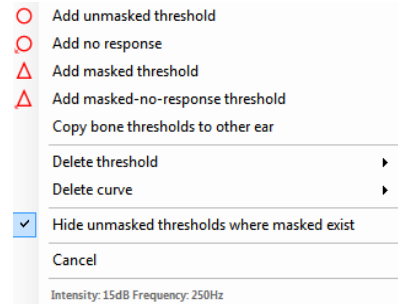 Add unmasked threshold
Add no response
Add masked threshold
Add masked-no-response threshold
Copy bone thresholds to other ear
Delete threshold
Delete curve
Hide unmasked thresholds where masked exist
Cancel
Intensity: 15dB Frequency: 250Hz